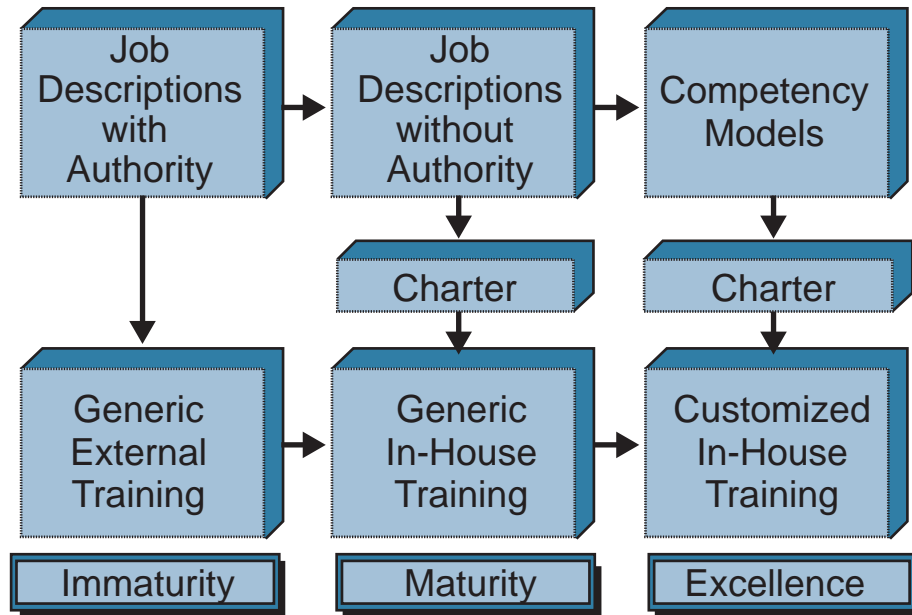 Job
Descriptions
with
Authority
Job
Descriptions
without
Authority
Competency
Models
Charter
Charter
Generic
External
Training
Generic
In-House
Training
Customized
In-House
Training
Immaturity
Maturity
Excellence